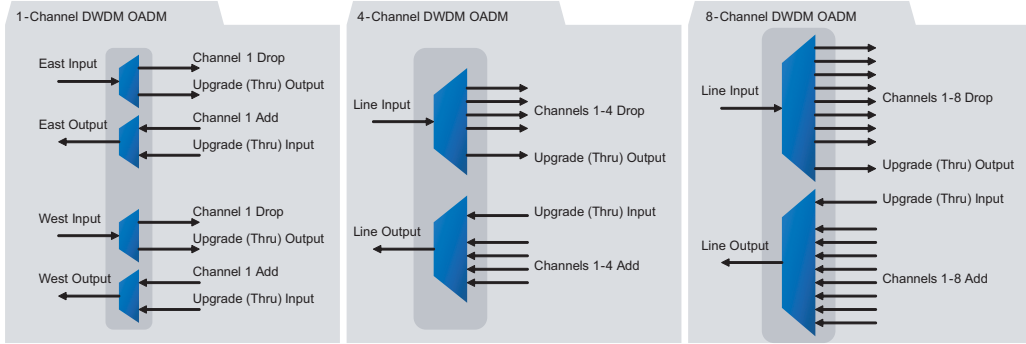 1-Channel DWDM OADM
East Input
Channel 1 Drop
Upgrade (Thru) Output
East Output
Channel 1 Add
Upgrade (Thru) Input
West Input
Channel 1 Drop
Upgrade (Thru) Output
West Output
Channel 1 Add
Upgrade (Thru) Input
4-Channel DWDM OADM
Line Input
Channels 1-4 Drop
Upgrade (Thru) Output
Upgrade (Thru) Input
Line Output
Channels 1-4 Add
8-Channel DWDM OADM
Line Input
Channels 1-8 Drop
Upgrade (Thru) Output
Upgrade (Thru) Input
Line Output
Channels 1-8 Add